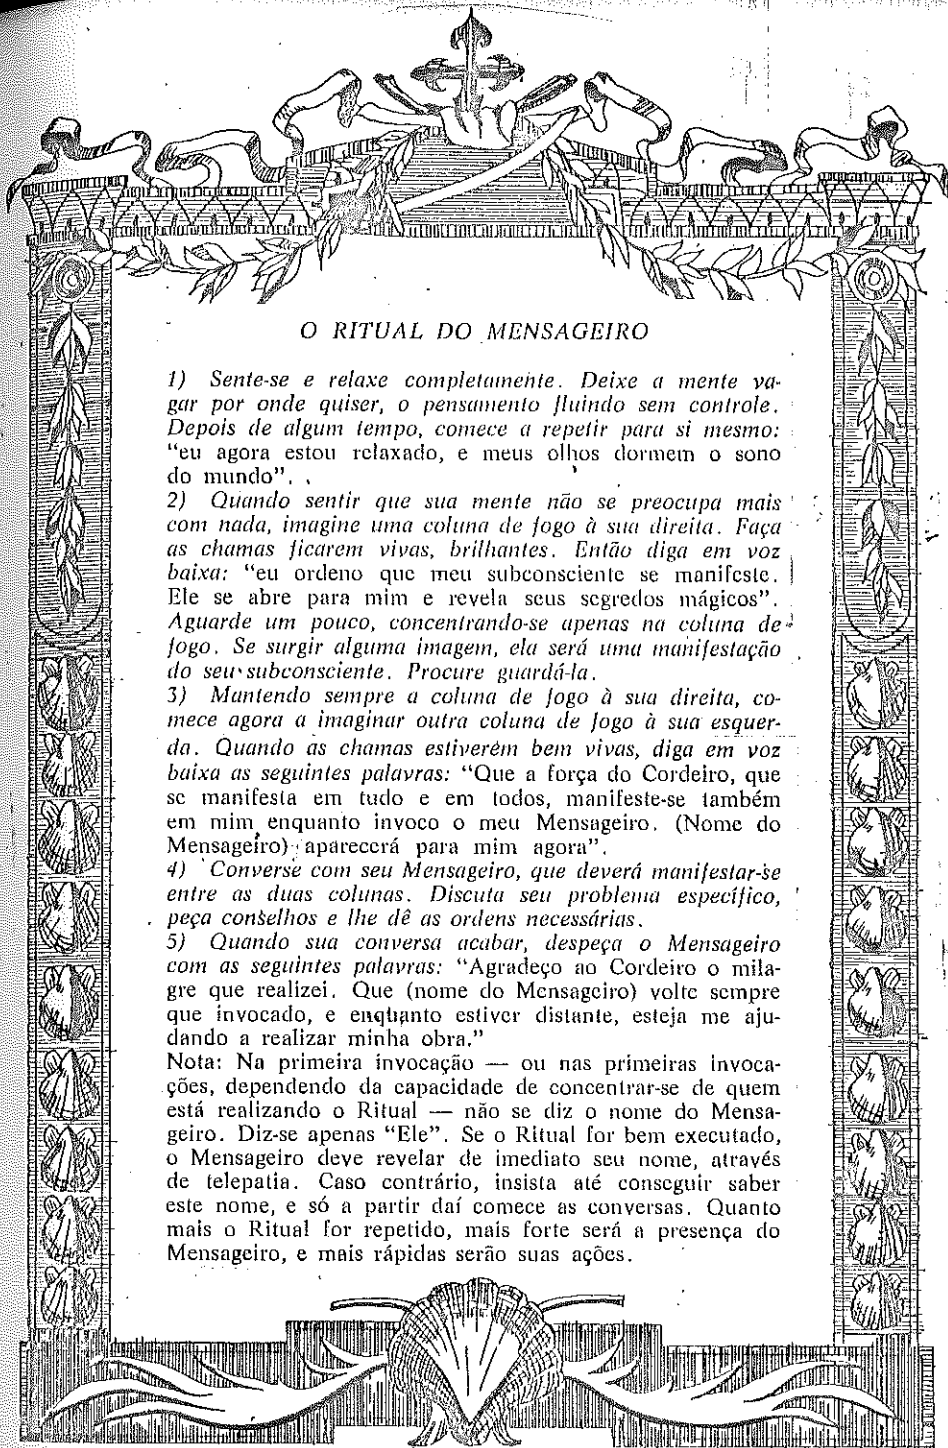 O RITUAL DO MENSAGEIRO
1) Sente-se e relaxe completamente. Deixe a mente va-
gar por onde quiser, o pensamento fluindo sem controle.
Depois de algum tempo, comece a repetir para si mesmo:
“eu agora estou relaxado, e meus olhos dormem o sono
do mundo”.
2) Quando sentir que sua mente não se preocupa mais
com nada, imagine uma coluna de fogo à sua direita. Faça
as chamas ficarem vivas, brilhantes. Então diga em voz
baixa: “eu ordeno que meu subconsciente se manifeste.
Ele se abre para mim e revela seus segredos mágicos”.
Aguarde um pouco, concentrando-se apenas na coluna de
fogo. Se surgir alguma imagem, ela será uma manifestação
do seu subconsciente. Procure guardá-la.
3) Mantendo sempre a coluna de fogo à sua direita, co-
mece agora a imaginar outra coluna de fogo à sua esquer-
da. Quando as chamas estiverem bem vivas, diga em voz
baixa as seguintes palavras: “Que a força do Cordeiro, que
se manifesta em tudo e em todos, manifeste-se também
em mim enquanto invoco o meu Mensageiro. (Nome do
Mensageiro) aparecerá para mim agora”.
4) Converse com seu Mensageiro, que deverá manifestar-se
entre as duas colunas. Discuta seu problema específico,
peça conselhos e lhe dê as ordens necessárias.
5) Quando sua conversa acabar, despeça o Mensageiro
com as seguintes palavras: “Agradeço ao Cordeiro o mila-
gre que realizei. Que (nome do Mensageiro) volte sempre
que invocado, e enquanto estiver distante, esteja me aju-
dando a realizar minha obra.”
Nota: Na primeira invocação — ou nas primeiras invoca-
ções, dependendo da capacidade de concentrar-se de quem
está realizando o Ritual — não se diz o nome do Mensa-
geiro. Diz-se apenas “Ele”. Se o Ritual for bem executado,
o Mensageiro deve revelar de imediato seu nome, através
de telepatia. Caso contrário, insista até conseguir saber
este nome, e só a partir daí comece as conversas. Quanto
mais o Ritual for repetido, mais forte será a presença do
Mensageiro, e mais rápidas serão suas ações.